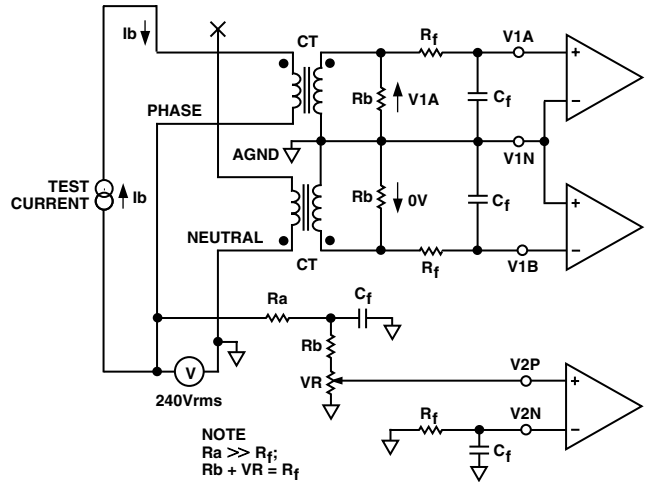 Ib
CT
Rf
V1A
Rb
V1A
Cf
PHASE
AGND
V1N
TEST
CURRENT
Ib
Rb
0V
Cf
NEUTRAL
CT
Rf
V1B
Ra
Cf
Rb
VR
V2P
V
240Vrms
Rf
V2N
Cf
NOTE
Ra >> Rf;
Rb + VR = Rf